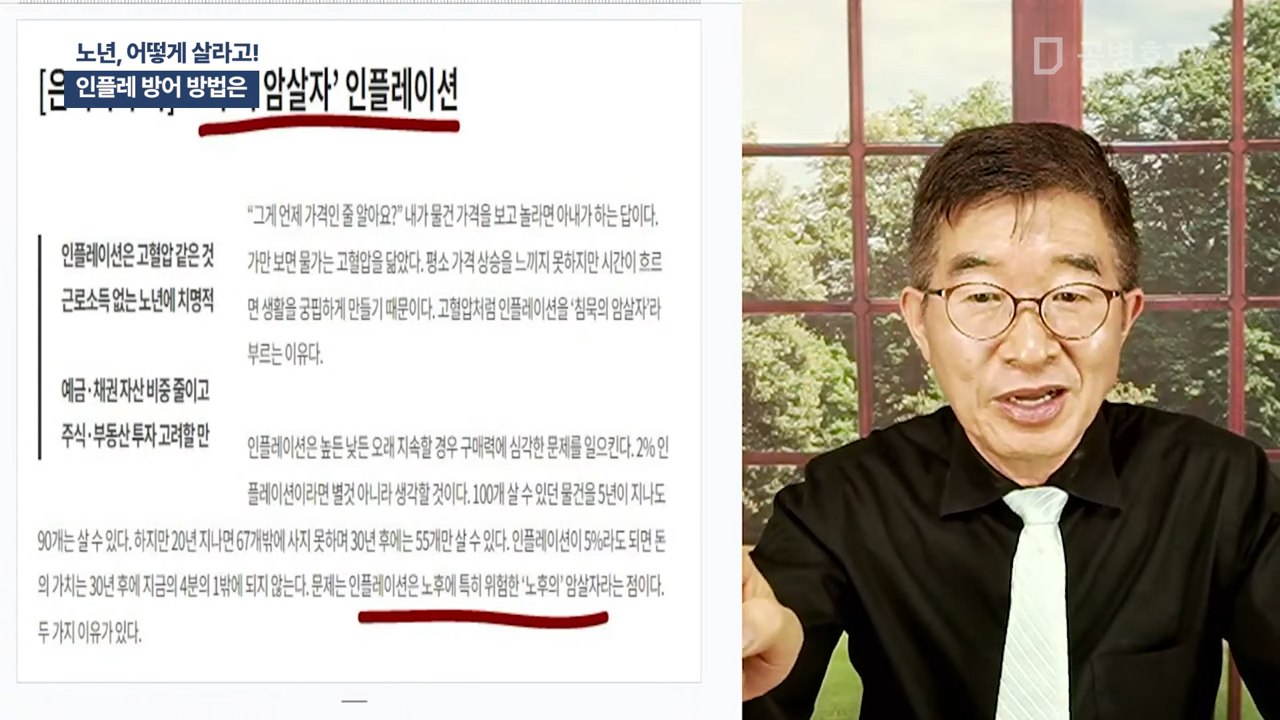 노년, 어떻게 살라고!
인플레 방어 방법은
암살자’ 인플레이션
인플레이션은 고혈압 같은 것
근로소득 없는 노년에 치명적
예금·채권 자산 비중 줄이고
주식·부동산 투자 고려할 만
“그게 언제 가격인 줄 알아요?” 내가 물건 가격을 보고 놀라면 아내가 하는 답이다.
가만 보면 물가는 고혈압을 닮았다. 평소 가격 상승을 느끼지 못하지만 시간이 흐르
면 생활을 궁핍하게 만들기 때문이다. 고혈압처럼 인플레이션을 ‘침묵의 암살자’라
부르는 이유다.
인플레이션은 높든 낮든 오래 지속할 경우 구매력에 심각한 문제를 일으킨다. 2% 인
플레이션이라면 별것 아니라 생각할 것이다. 100개 살 수 있던 물건을 5년이 지나도
90개는 살 수 있다. 하지만 20년 지나면 67개밖에 사지 못하며 30년 후에는 55개만 살 수 있다. 인플레이션이 5%라도 되면 돈
의 가치는 30년 후에 지금의 4분의 1밖에 되지 않는다. 문제는 인플레이션은 노후에 특히 위험한 ‘노후의’ 암살자라는 점이다.
두 가지 이유가 있다.